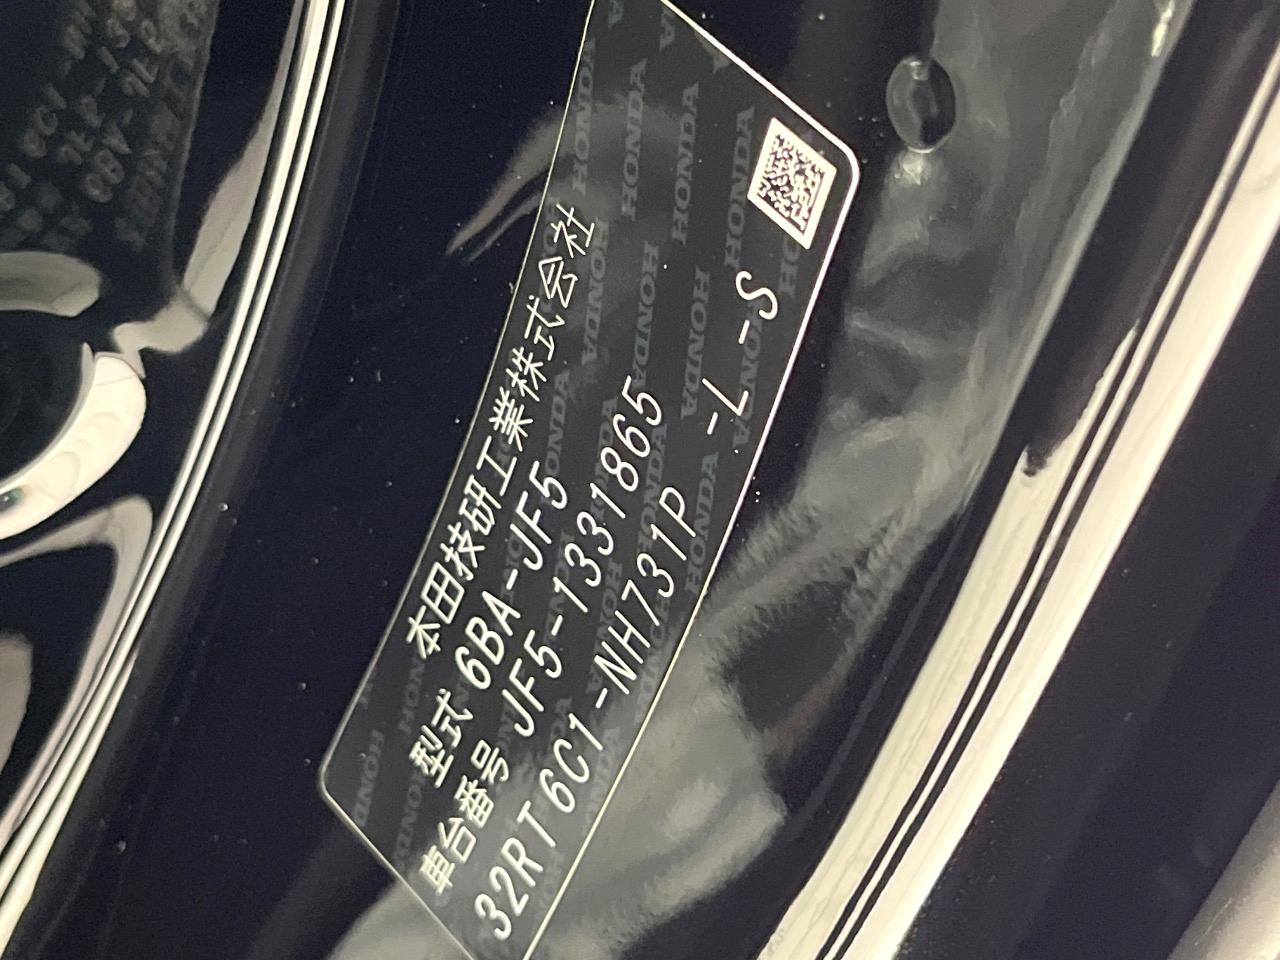 本田技研工業株式会社
型式 6BA-JF5
車台番号 JF5-1331865
32RT6C1-NH731P -L-S